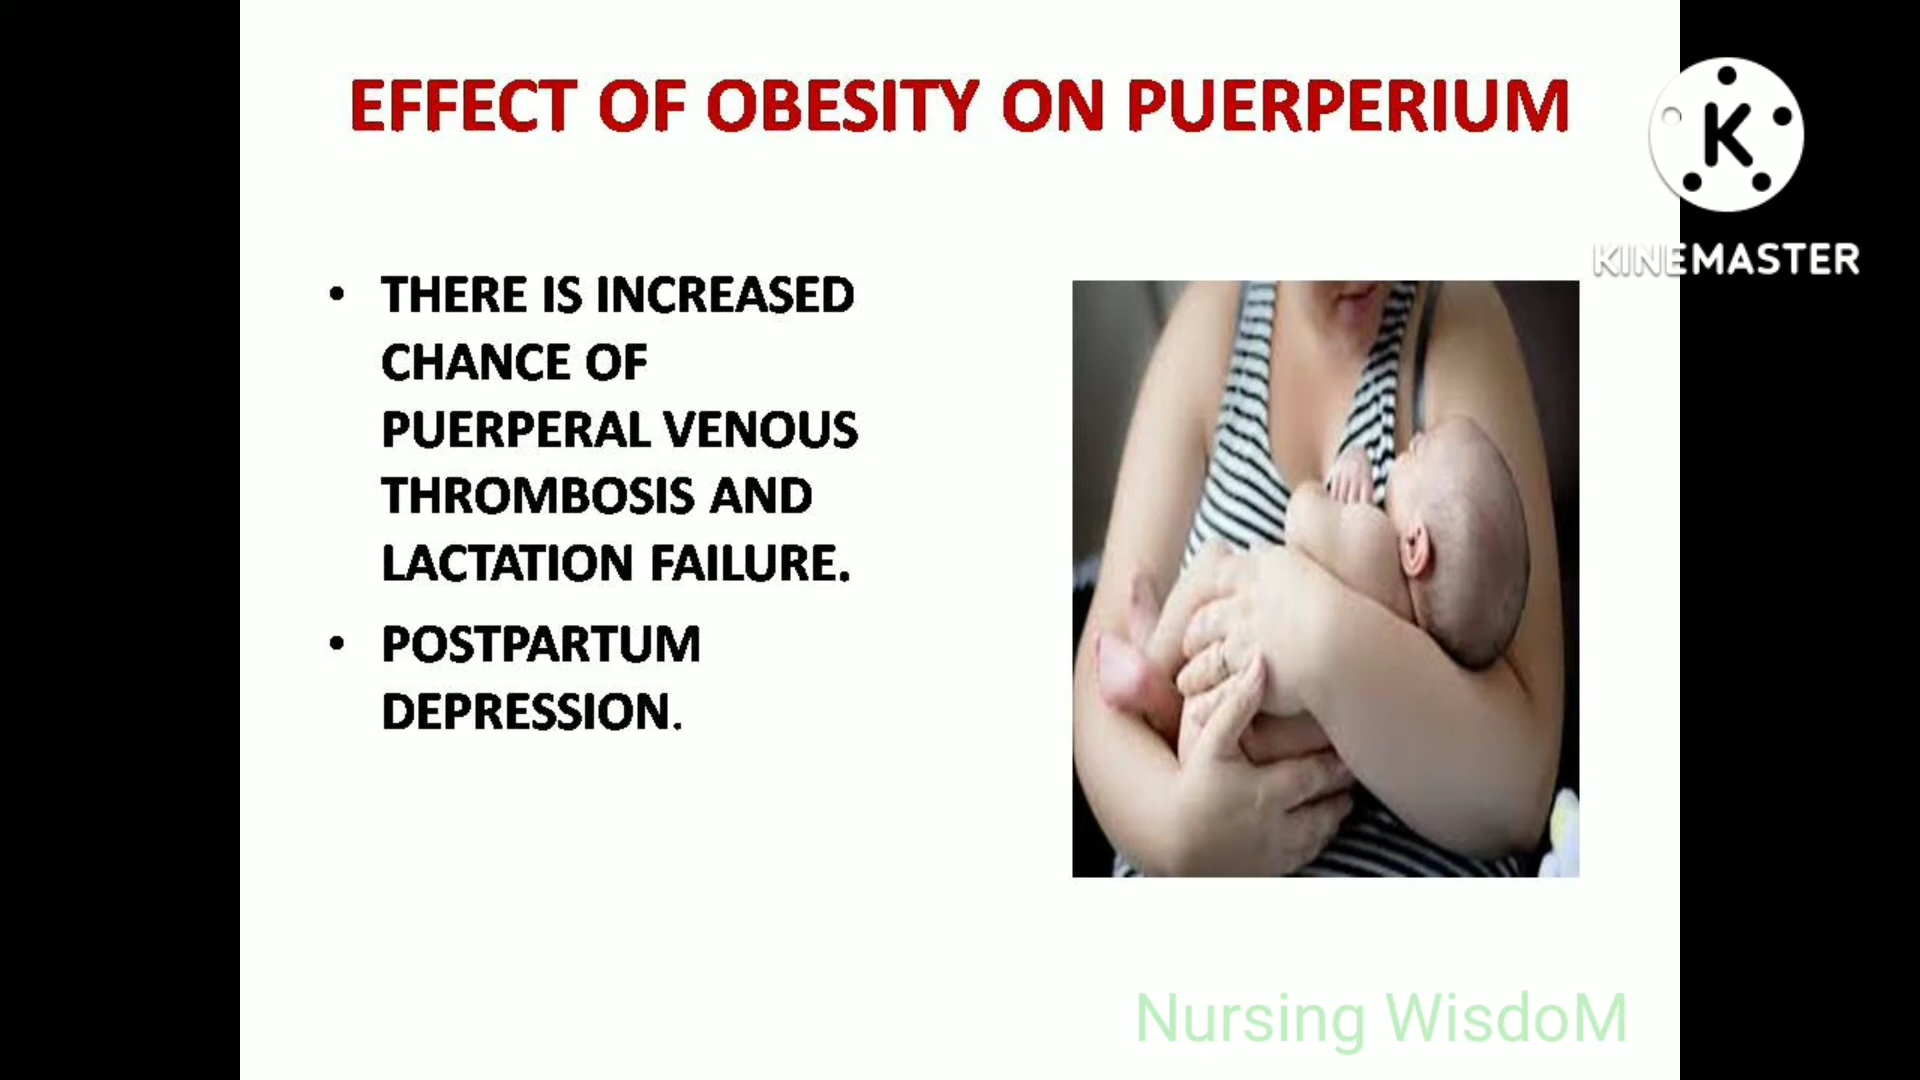 EFFECT OF OBESITY ON PUERPERIUM
K
KINEMASTER
• THERE IS INCREASED
CHANCE OF
PUERPERAL VENOUS
THROMBOSIS AND
LACTATION FAILURE.
• POSTPARTUM
DEPRESSION.
Nursing WisdoM